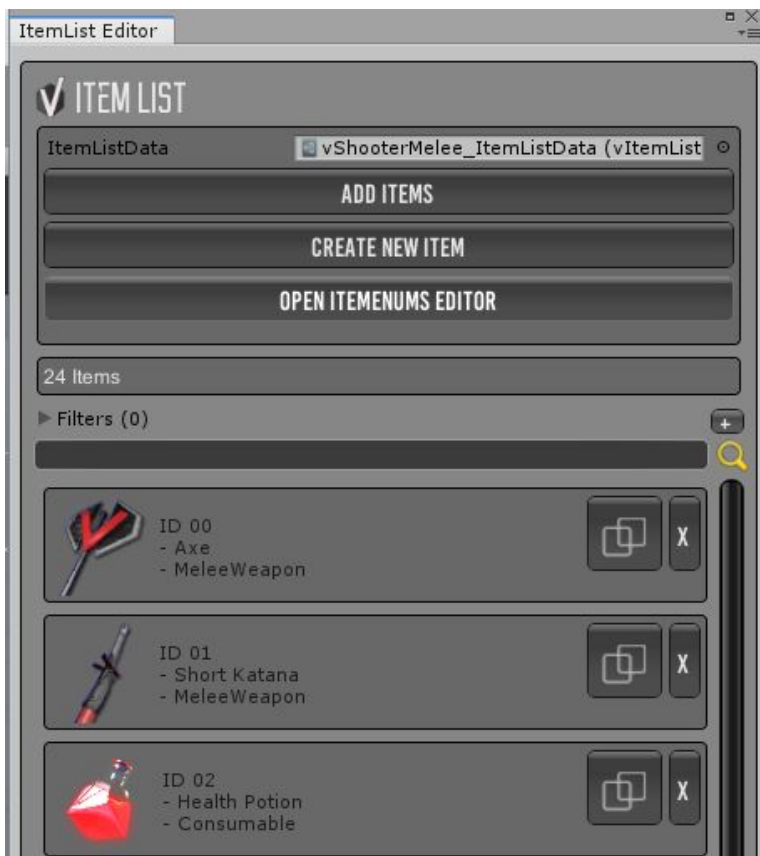 ItemList Editor
ITEM LIST
ItemListData vShooterMelee_ItemListData (vItemList
ADD ITEMS
CREATE NEW ITEM
OPEN ITEMENUMS EDITOR
24 Items
Filters (0) +
ID 00
- Axe
- MeleeWeapon
X
ID 01
- Short Katana
- MeleeWeapon
X
ID 02
- Health Potion
- Consumable
X